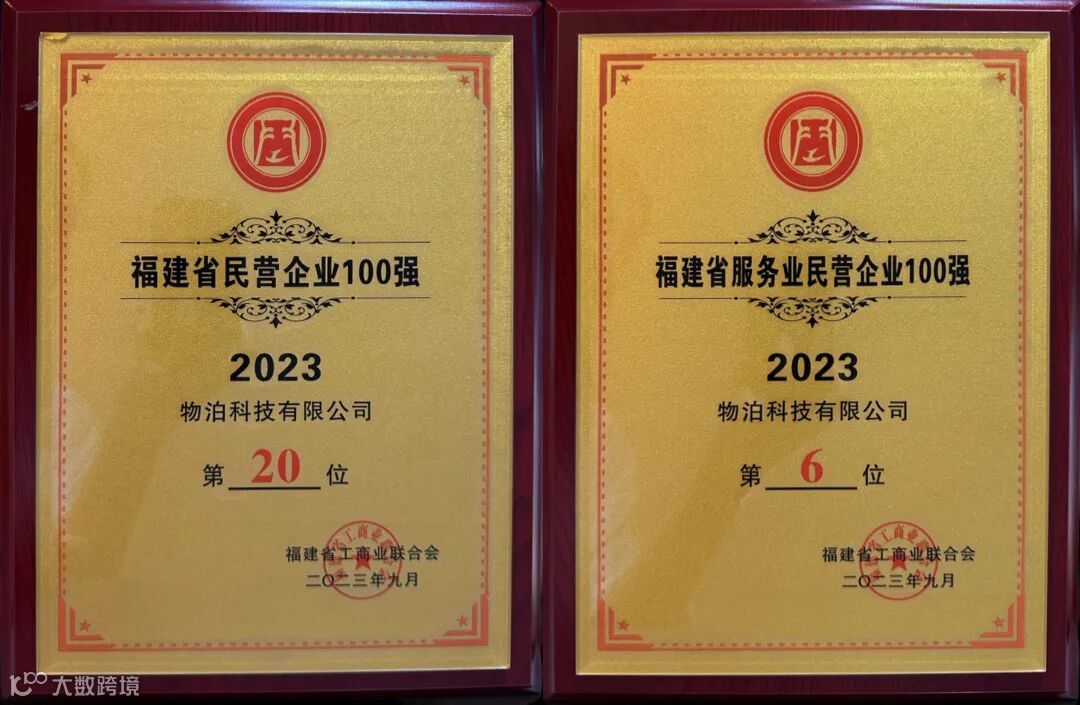 福建省民营企业100强
2023
物泊科技有限公司
第 20 位
福建省工商业联合会
二〇二三年九月
福建省服务业民营企业100强
2023
物泊科技有限公司
第 6 位
福建省工商业联合会
二〇二三年九月
大数跨境